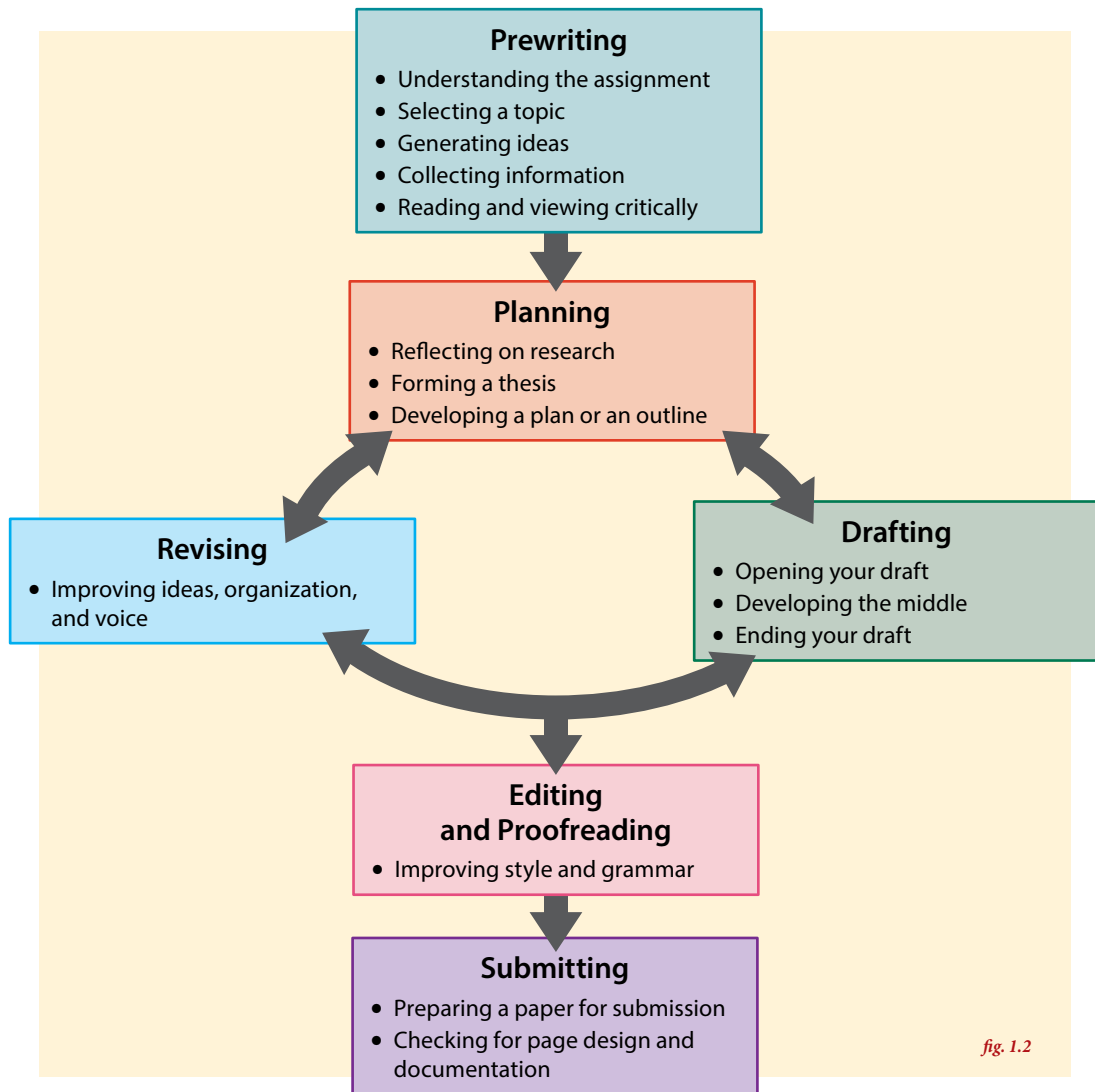 Prewriting
• Understanding the assignment
• Selecting a topic
• Generating ideas
• Collecting information
• Reading and viewing critically
Planning
• Reflecting on research
• Forming a thesis
• Developing a plan or an outline
Revising
• Improving ideas, organization,
and voice
Drafting
• Opening your draft
• Developing the middle
• Ending your draft
Editing
and Proofreading
• Improving style and grammar
Submitting
• Preparing a paper for submission
• Checking for page design and
documentation
fig. 1.2